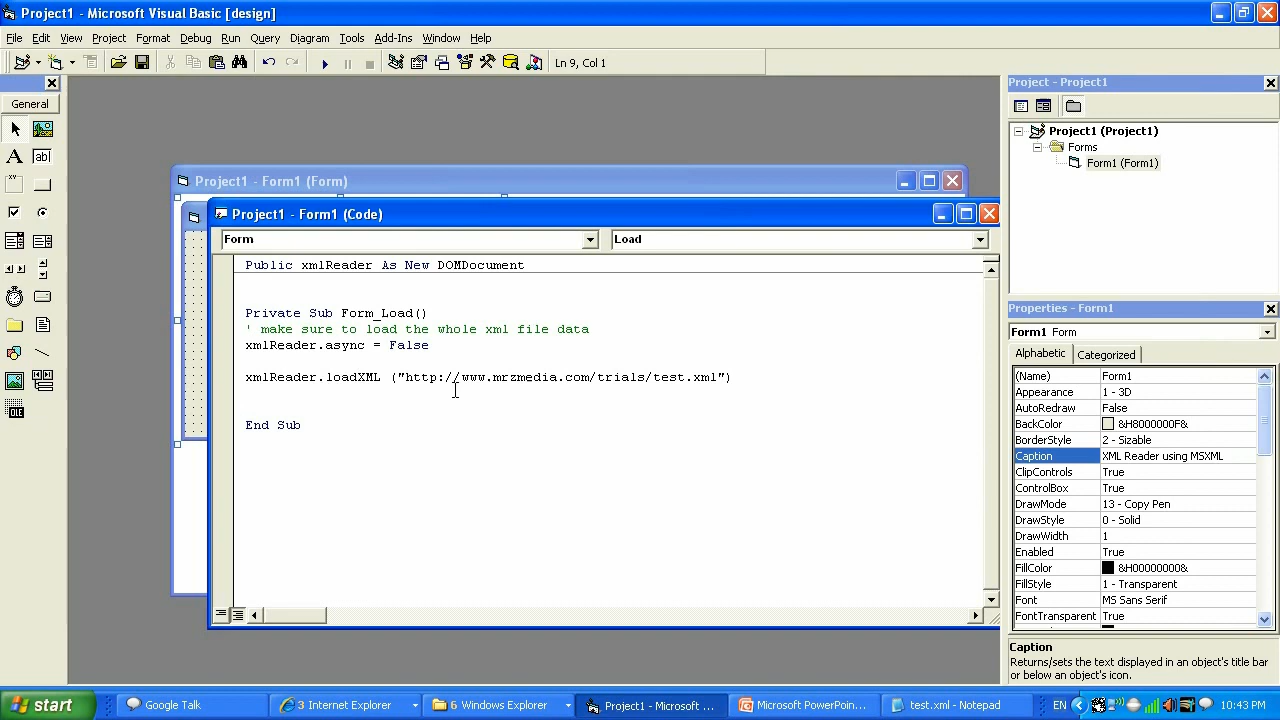 Project1 - Microsoft Visual Basic [design]
File Edit View Project Format Debug Run Query Diagram Tools Add-Ins Window Help
Ln 9, Col 1
General
Project1 - Form1 (Form)
Project1 - Form1 (Code)
Form Load
Public xmlReader As New DOMDocument
Private Sub Form_Load()
' make sure to load the whole xml file data
xmlReader.async = False
xmlReader.loadXML ("http://www.mrzmedia.com/trials/test.xml")
End Sub
Project - Project1
Project1 (Project1)
Forms
Form1 (Form1)
Properties - Form1
Form1 Form
Alphabetic Categorized
(Name) Form1
Appearance 1 - 3D
AutoRedraw False
BackColor &H8000000F&
BorderStyle 2 - Sizable
Caption XML Reader using MSXML
ClipControls True
ControlBox True
DrawMode 13 - Copy Pen
DrawStyle 0 - Solid
DrawWidth 1
Enabled True
FillColor &H00000000&
FillStyle 1 - Transparent
Font MS Sans Serif
FontTransparent True
Caption
Returns/sets the text displayed in an object's title bar
or below an object's icon.
start Google Talk 3 Internet Explorer 6 Windows Explorer Project1 - Microsoft ... Microsoft PowerPoin... test.xml - Notepad EN 10:43 PM